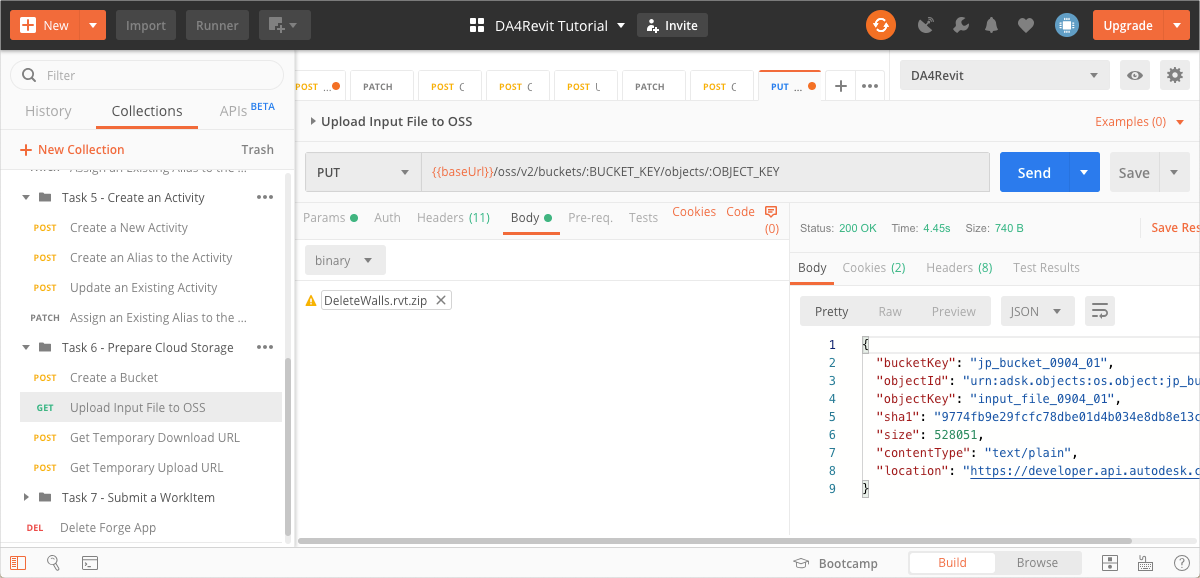 New Import Runner DA4Revit Tutorial Invite Upgrade
Filter
History Collections APIs BETA
New Collection Trash
Assign an Existing Alias to the ...
Task 5 - Create an Activity
POST Create a New Activity
POST Create an Alias to the Activity
POST Update an Existing Activity
PATCH Assign an Existing Alias to the ...
Task 6 - Prepare Cloud Storage
POST Create a Bucket
GET Upload Input File to OSS
POST Get Temporary Download URL
POST Get Temporary Upload URL
Task 7 - Submit a WorkItem
DEL Delete Forge App
POST ... PATCH POST C POST C POST PATCH POST C PUT ... + •••
DA4Revit
Upload Input File to OSS Examples (0)
PUT {{baseUrl}}/oss/v2/buckets/:BUCKET_KEY/objects/:OBJECT_KEY Send Save
Params Auth Headers (11) Body Pre-req. Tests Cookies Code (0)
binary
DeleteWalls.rvt.zip
Status: 200 OK Time: 4.45s Size: 740 B Save Res
Body Cookies (2) Headers (8) Test Results
Pretty Raw Preview JSON
1 {
2 "bucketKey": "jp_bucket_0904_01",
3 "objectId": "urn:adsk.objects:os.object:jp_bu
4 "objectKey": "input_file_0904_01",
5 "sha1": "9774fb9e29fcfc78dbe01d4b034e8db8e13c
6 "size": 528051,
7 "contentType": "text/plain",
8 "location": "https://developer.api.autodesk.c
9 }
Bootcamp Build Browse